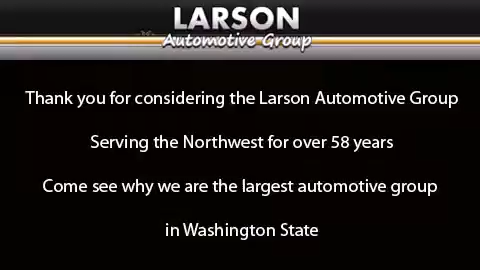 LARSON
Automotive Group
Thank you for considering the Larson Automotive Group
Serving the Northwest for over 58 years
Come see why we are the largest automotive group
in Washington State